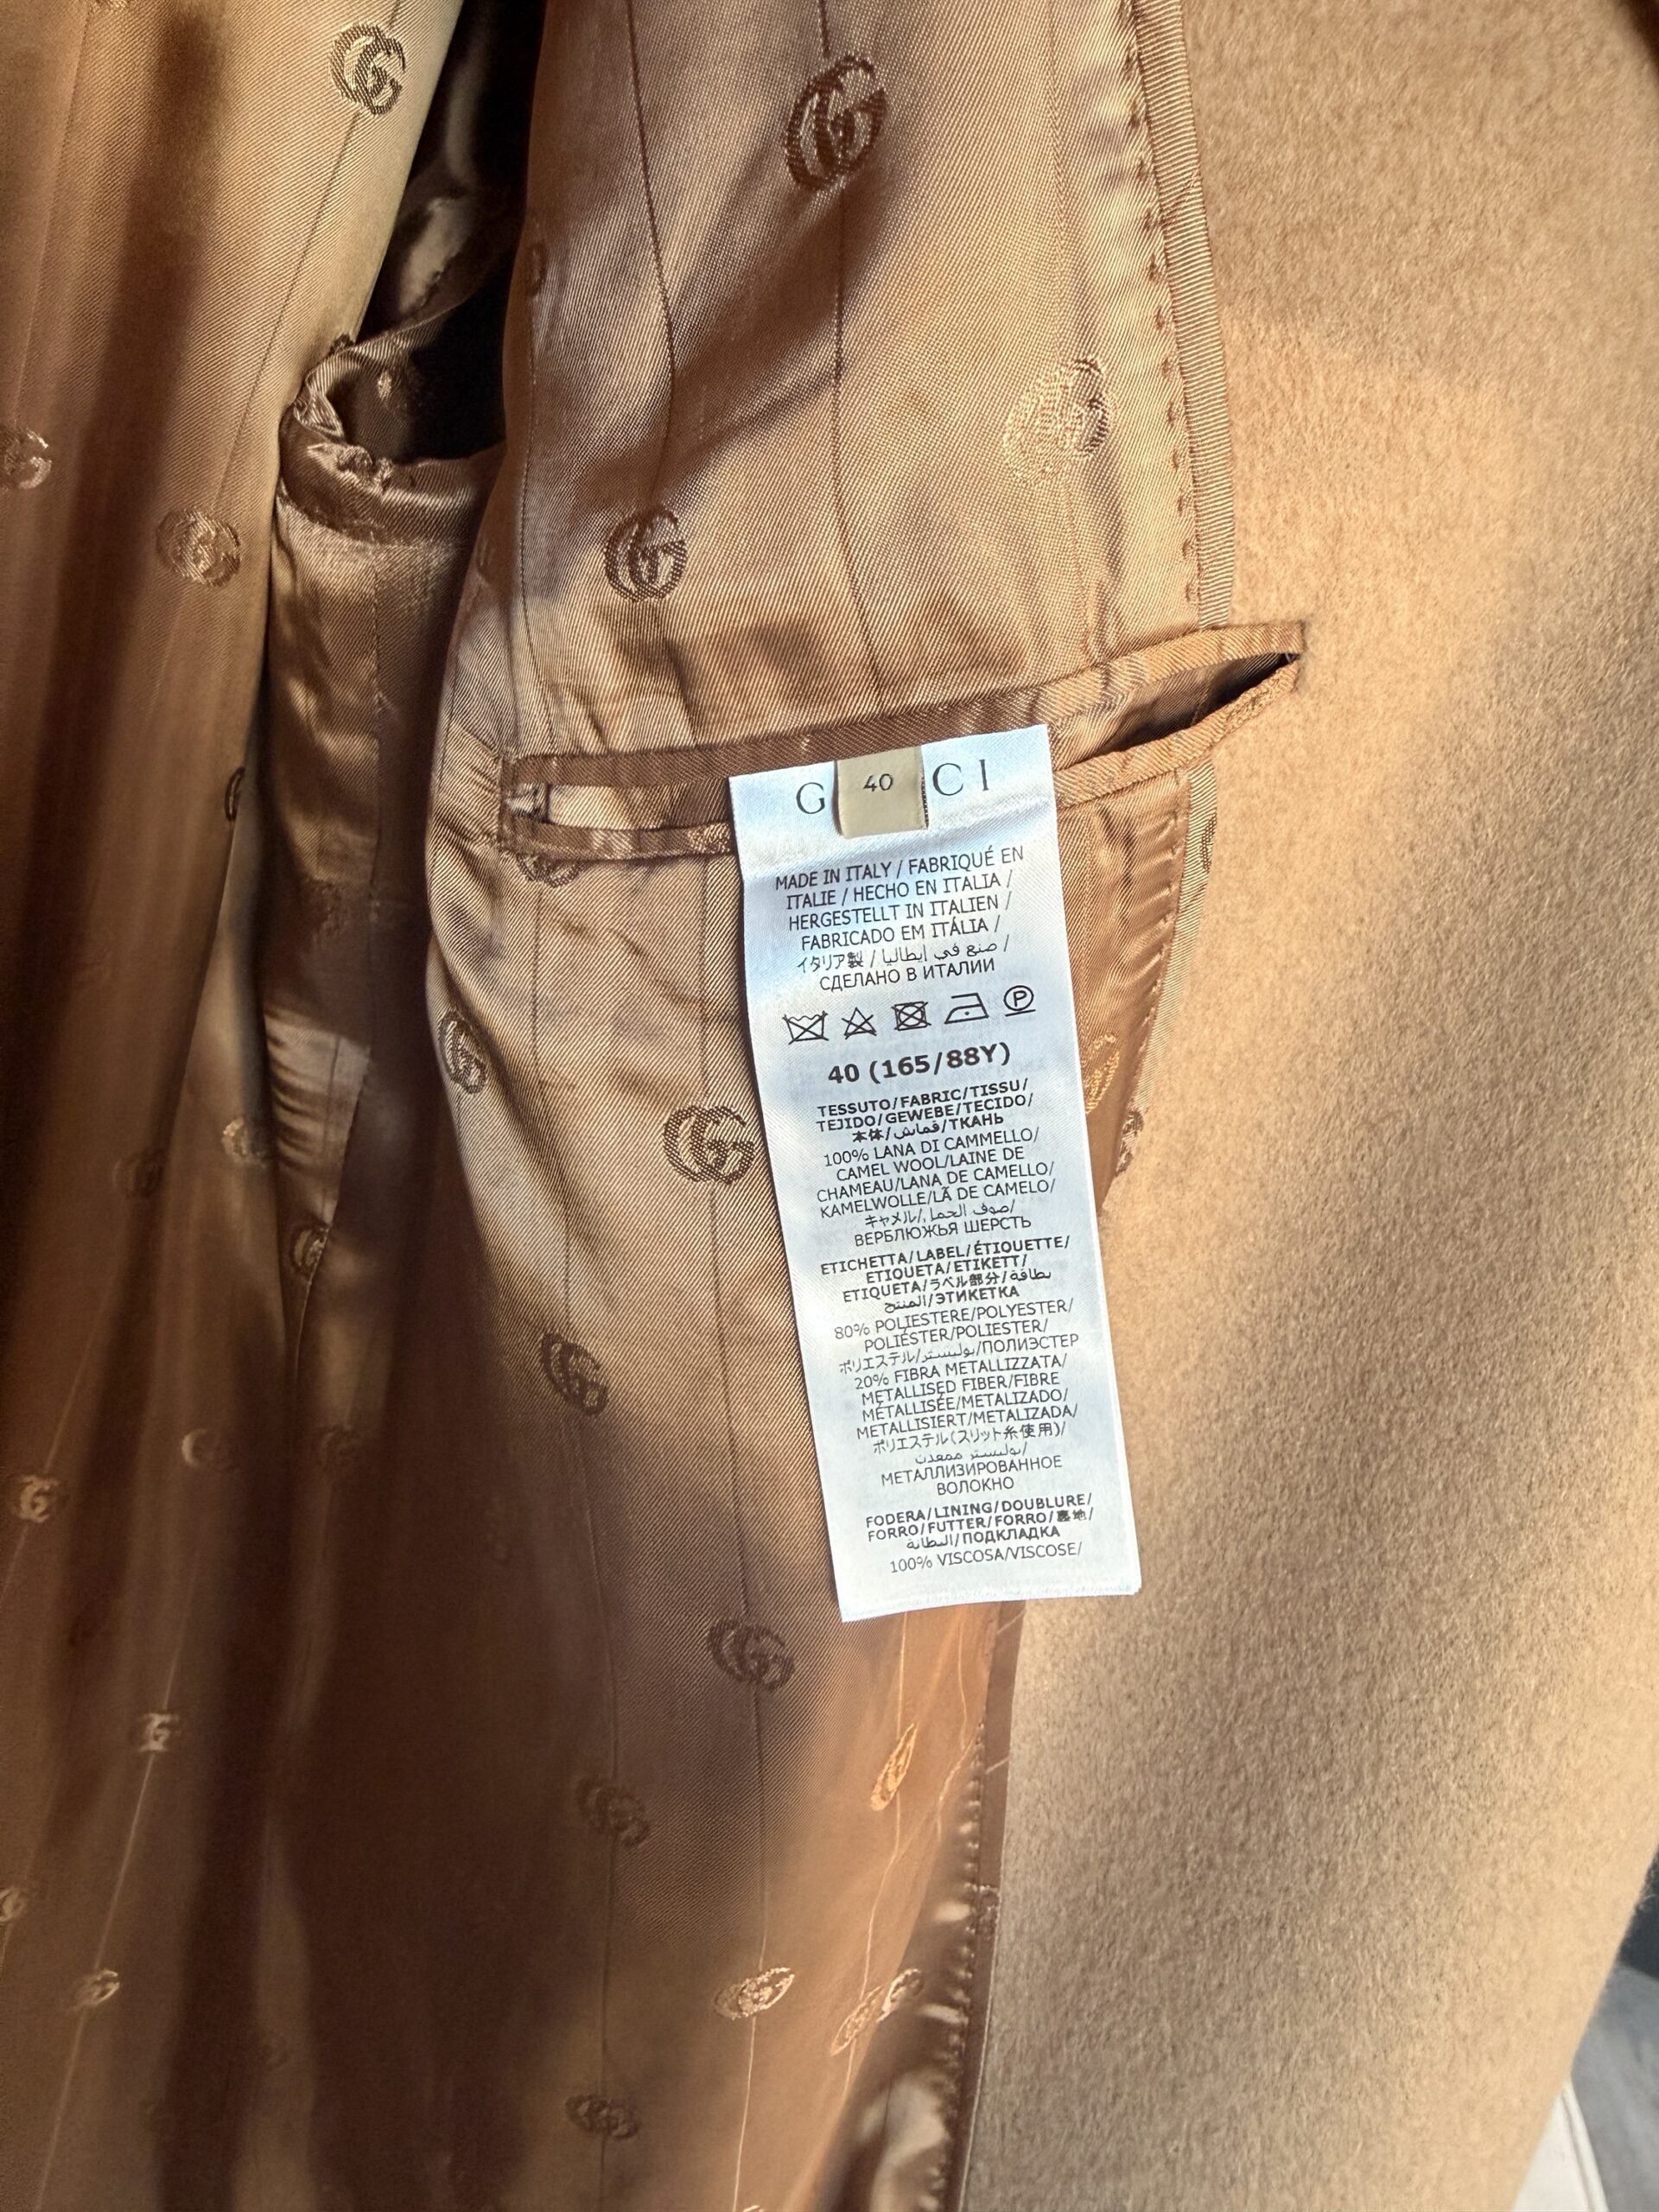 G CI
40
MADE IN ITALY / FABRIQUÉ EN
ITALIE / HECHO EN ITALIA /
HERGESTELLT IN ITALIEN /
FABRICADO EM ITÁLIA /
イタリア製 / صنع في إيطاليا /
СДЕЛАНО В ИТАЛИИ
P
40 (165/88Y)
TESSUTO/FABRIC/TISSU/
TEJIDO/GEWEBE/TECIDO/
本体/قماش/ТКАНЬ
100% LANA DI CAMMELLO/
CAMEL WOOL/LAINE DE
CHAMEAU/LANA DE CAMELLO/
KAMELWOLLE/LÃ DE CAMELO/
キャメル/صوف الجمل/
ВЕРБЛЮЖЬЯ ШЕРСТЬ
ETICHETTA/LABEL/ÉTIQUETTE/
ETIQUETA/ETIKETT/
ETIQUETA/ラベル部分/بطاقة
المنتج/ЭТИКЕТКА
80% POLIESTERE/POLYESTER/
POLIÉSTER/POLIESTER/
ポリエステル/بوليستر/ПОЛИЭСТЕР
20% FIBRA METALLIZZATA/
METALLISED FIBER/FIBRE
MÉTALLISÉE/METALIZADO/
METALLISIERT/METALIZADA/
ポリエステル(スリット糸使用)/
بوليستر ممعدن/
МЕТАЛЛИЗИРОВАННОЕ
ВОЛОКНО
FODERA/LINING/DOUBLURE/
FORRO/FUTTER/FORRO/裏地/
البطانة/ПОДКЛАДКА
100% VISCOSA/VISCOSE/